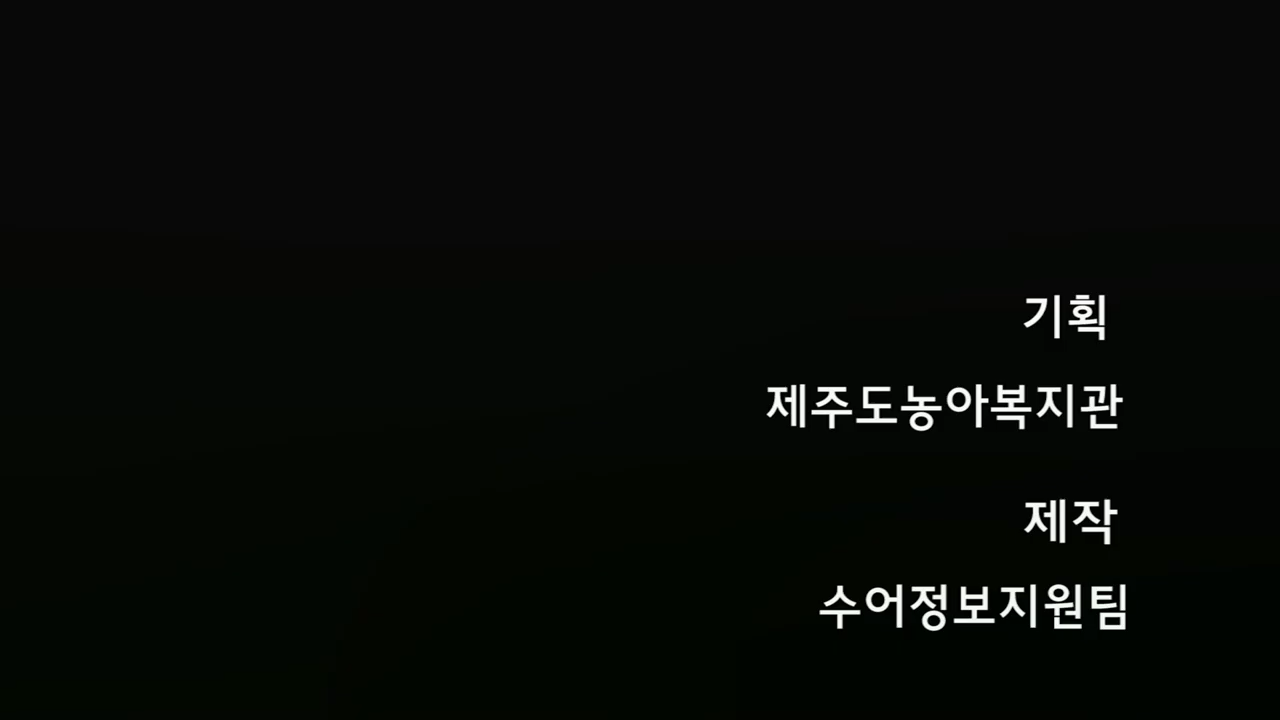 기획
제주도농아복지관
제작
수어정보지원팀